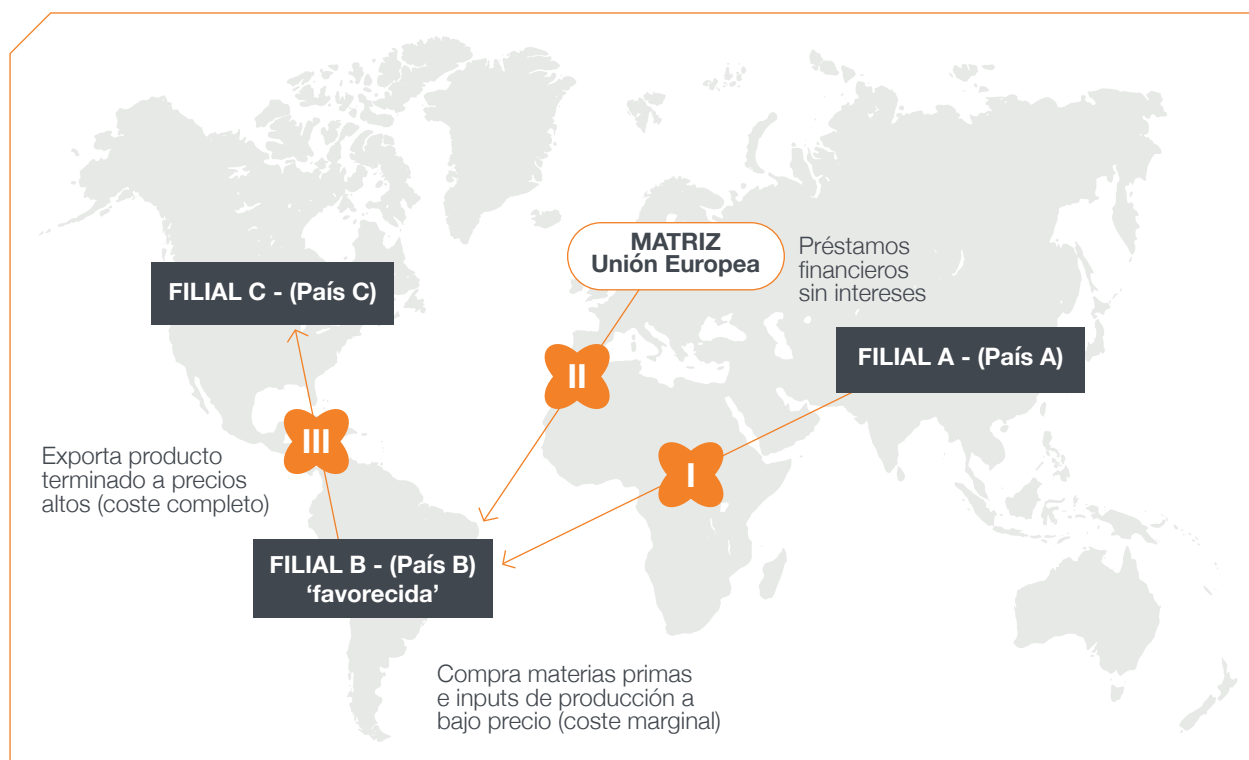 MATRIZ
Unión Europea
Préstamos
financieros
sin intereses
FILIAL C - (País C)
FILIAL A - (País A)
II
III
I
Exporta producto
terminado a precios
altos (coste completo)
FILIAL B - (País B)
‘favorecida’
Compra materias primas
e inputs de producción a
bajo precio (coste marginal)